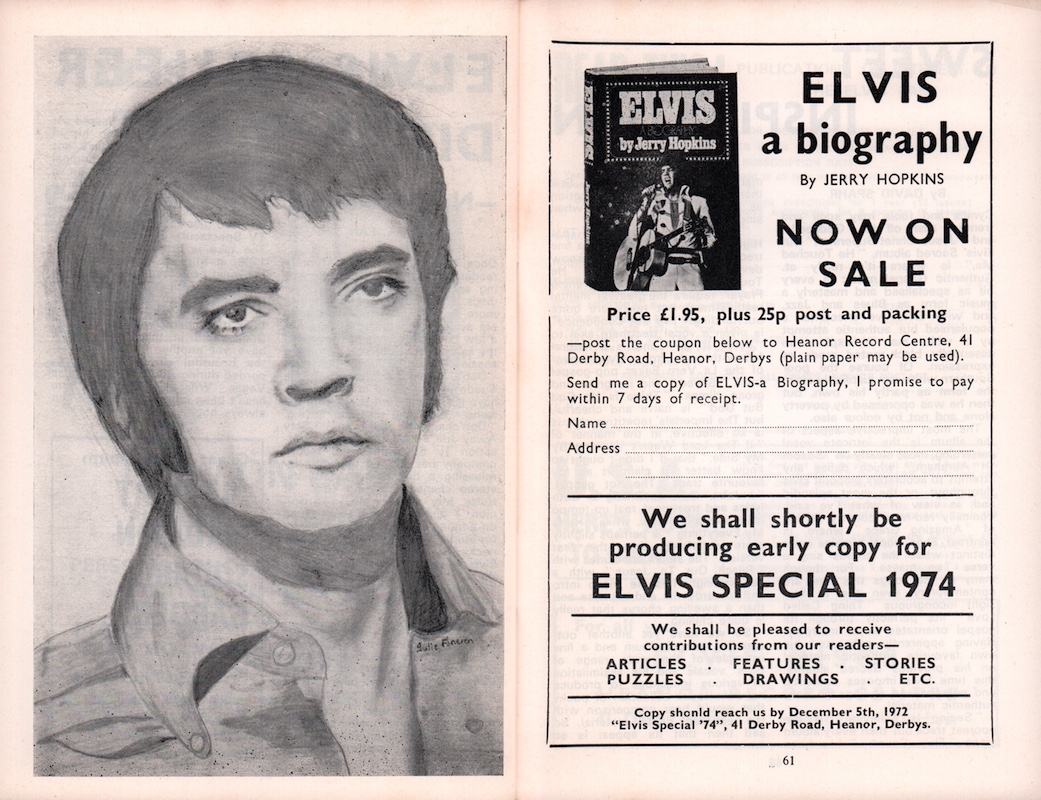 Julie
ELVIS
ELVIS
A BIOGRAPHY
by Jerry Hopkins
ELVIS
a biography
By JERRY HOPKINS
NOW ON
SALE
Price £1.95, plus 25p post and packing
—post the coupon below to Heanor Record Centre, 41
Derby Road, Heanor, Derbys (plain paper may be used).
Send me a copy of ELVIS-a Biography, I promise to pay
within 7 days of receipt.
Name
Address
We shall shortly be
producing early copy for
ELVIS SPECIAL 1974
We shall be pleased to receive
contributions from our readers—
ARTICLES . FEATURES . STORIES
PUZZLES . DRAWINGS . ETC.
Copy should reach us by December 5th, 1972
“Elvis Special ’74”, 41 Derby Road, Heanor, Derbys.
61